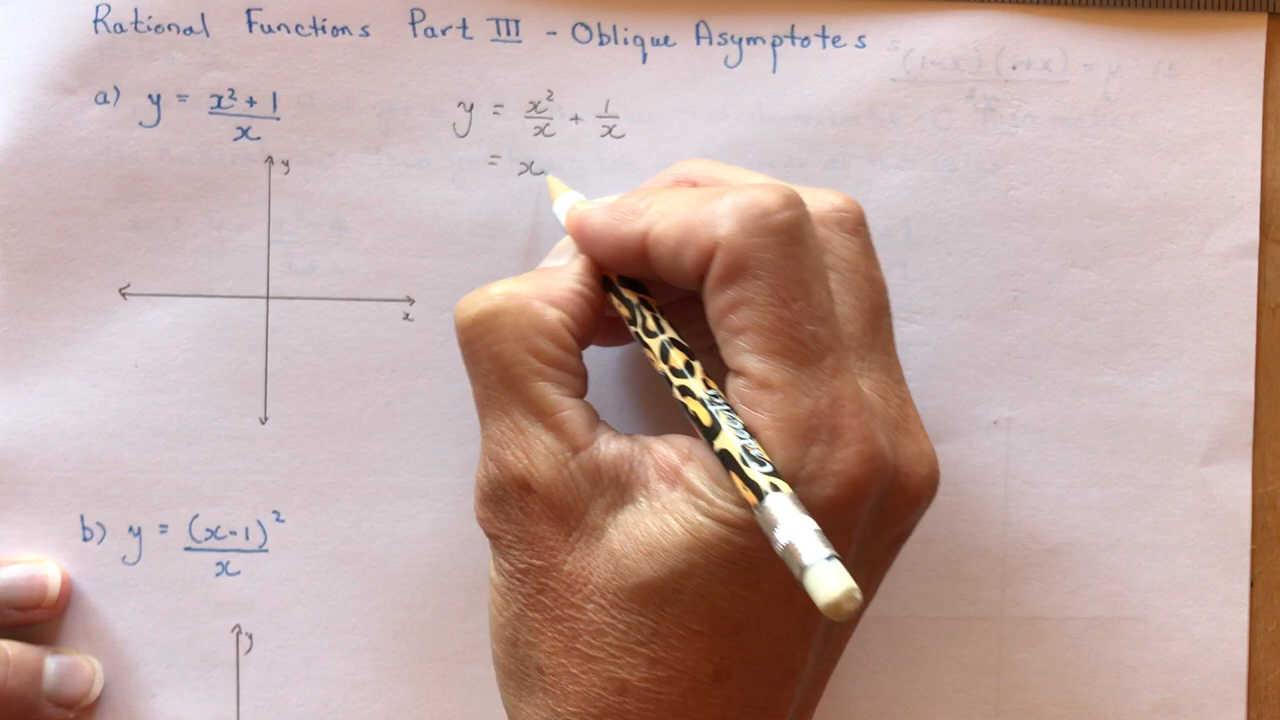 Rational Functions Part III - Oblique Asymptotes
a) y = x² + 1 / x
y = x²/x + 1/x
= x
y
x
b) y = (x-1)² / x
y